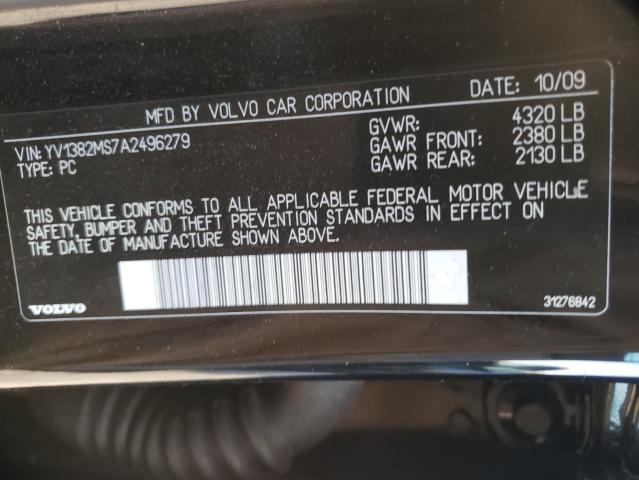 MFD BY VOLVO CAR CORPORATION DATE: 10/09
VIN: YV1382MS7A2496279 GVWR: 4320 LB
TYPE: PC GAWR FRONT: 2380 LB
GAWR REAR: 2130 LB
THIS VEHICLE CONFORMS TO ALL APPLICABLE FEDERAL MOTOR VEHICLE
SAFETY, BUMPER AND THEFT PREVENTION STANDARDS IN EFFECT ON
THE DATE OF MANUFACTURE SHOWN ABOVE.
VOLVO 31276842